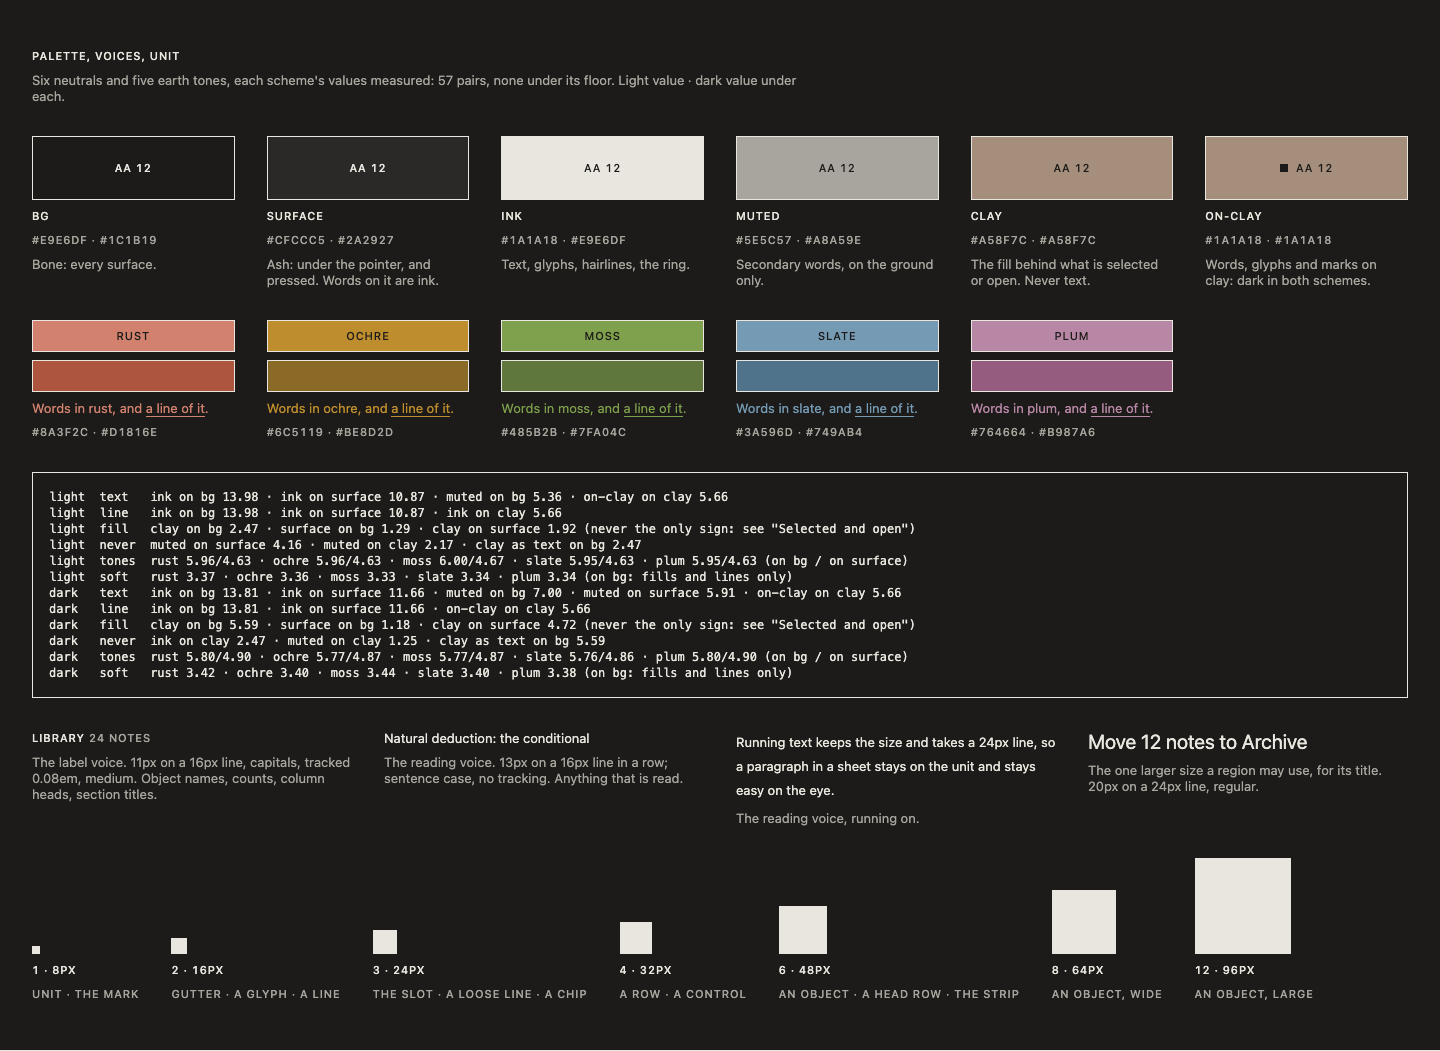 PALETTE, VOICES, UNIT
Six neutrals and five earth tones, each scheme's values measured: 57 pairs, none under its floor. Light value · dark value under
each.
AA 12
AA 12
AA 12
AA 12
AA 12
AA 12
BG
SURFACE
INK
MUTED
CLAY
ON-CLAY
#E9E6DF · #1C1B19
#CFCCC5 · #2A2927
#1A1A18 · #E9E6DF
#5E5C57 · #A8A59E
#A58F7C · #A58F7C
#1A1A18 · #1A1A18
Bone: every surface.
Ash: under the pointer, and
pressed. Words on it are ink.
Text, glyphs, hairlines, the ring.
Secondary words, on the ground
only.
The fill behind what is selected
or open. Never text.
Words, glyphs and marks on
clay: dark in both schemes.
RUST
OCHRE
MOSS
SLATE
PLUM
Words in rust, and a line of it.
Words in ochre, and a line of it.
Words in moss, and a line of it.
Words in slate, and a line of it.
Words in plum, and a line of it.
#8A3F2C · #D1816E
#6C5119 · #BE8D2D
#485B2B · #7FA04C
#3A596D · #749AB4
#764664 · #B987A6
light text ink on bg 13.98 · ink on surface 10.87 · muted on bg 5.36 · on-clay on clay 5.66
light line ink on bg 13.98 · ink on surface 10.87 · ink on clay 5.66
light fill clay on bg 2.47 · surface on bg 1.29 · clay on surface 1.92 (never the only sign: see "Selected and open")
light never muted on surface 4.16 · muted on clay 2.17 · clay as text on bg 2.47
light tones rust 5.96/4.63 · ochre 5.96/4.63 · moss 6.00/4.67 · slate 5.95/4.63 · plum 5.95/4.63 (on bg / on surface)
light soft rust 3.37 · ochre 3.36 · moss 3.33 · slate 3.34 · plum 3.34 (on bg: fills and lines only)
dark text ink on bg 13.81 · ink on surface 11.66 · muted on bg 7.00 · muted on surface 5.91 · on-clay on clay 5.66
dark line ink on bg 13.81 · ink on surface 11.66 · on-clay on clay 5.66
dark fill clay on bg 5.59 · surface on bg 1.18 · clay on surface 4.72 (never the only sign: see "Selected and open")
dark never ink on clay 2.47 · muted on clay 1.25 · clay as text on bg 5.59
dark tones rust 5.80/4.90 · ochre 5.77/4.87 · moss 5.77/4.87 · slate 5.76/4.86 · plum 5.80/4.90 (on bg / on surface)
dark soft rust 3.42 · ochre 3.40 · moss 3.44 · slate 3.40 · plum 3.38 (on bg: fills and lines only)
LIBRARY 24 NOTES
The label voice. 11px on a 16px line, capitals, tracked
0.08em, medium. Object names, counts, column
heads, section titles.
Natural deduction: the conditional
The reading voice. 13px on a 16px line in a row;
sentence case, no tracking. Anything that is read.
Running text keeps the size and takes a 24px line, so
a paragraph in a sheet stays on the unit and stays
easy on the eye.
The reading voice, running on.
Move 12 notes to Archive
The one larger size a region may use, for its title.
20px on a 24px line, regular.
1 · 8PX
2 · 16PX
3 · 24PX
4 · 32PX
6 · 48PX
8 · 64PX
12 · 96PX
UNIT · THE MARK
GUTTER · A GLYPH · A LINE
THE SLOT · A LOOSE LINE · A CHIP
A ROW · A CONTROL
AN OBJECT · A HEAD ROW · THE STRIP
AN OBJECT, WIDE
AN OBJECT, LARGE